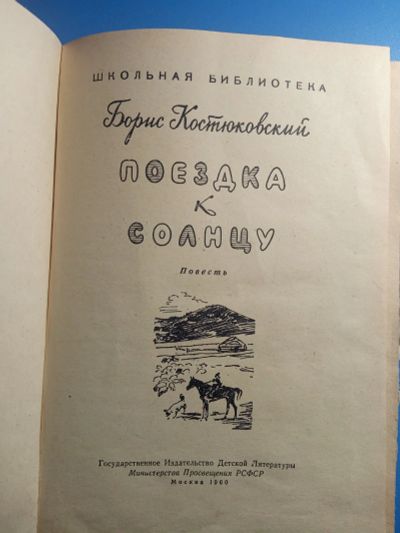 ШКОЛЬНАЯ БИБЛИОТЕКА
Борис Костюковский
ПОЕЗДКА
К
СОЛНЦУ
Повесть
Государственное Издательство Детской Литературы
Министерства Просвещения РСФСР
Москва 1960